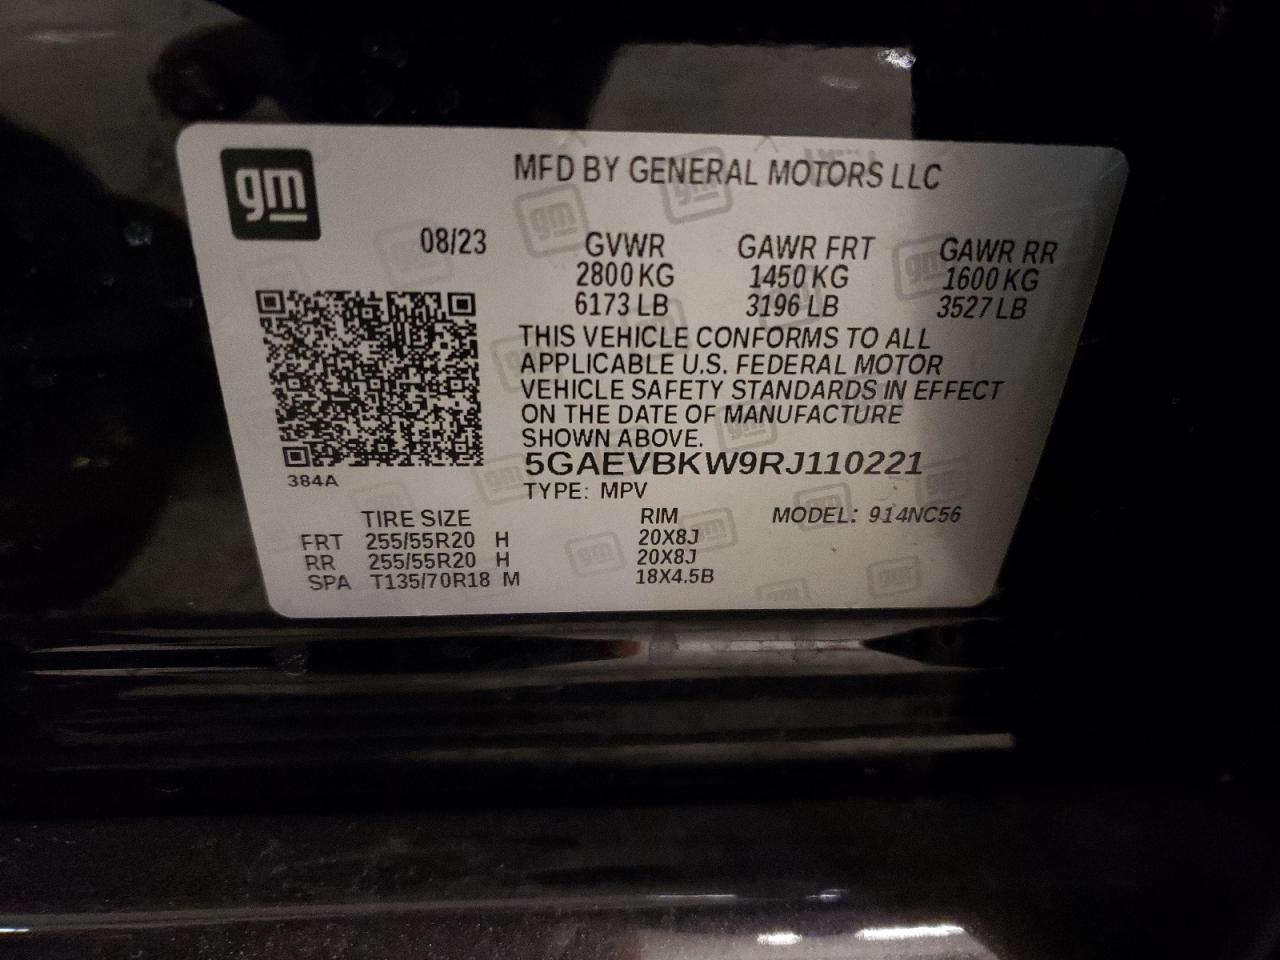 gm
MFD BY GENERAL MOTORS LLC
08/23 GVWR GAWR FRT GAWR RR
2800 KG 1450 KG 1600 KG
6173 LB 3196 LB 3527 LB
THIS VEHICLE CONFORMS TO ALL
APPLICABLE U.S. FEDERAL MOTOR
VEHICLE SAFETY STANDARDS IN EFFECT
ON THE DATE OF MANUFACTURE
SHOWN ABOVE.
5GAEVBKW9RJ110221
384A
TYPE: MPV
TIRE SIZE RIM MODEL: 914NC56
FRT 255/55R20 H 20X8J
RR 255/55R20 H 20X8J
SPA T135/70R18 M 18X4.5B